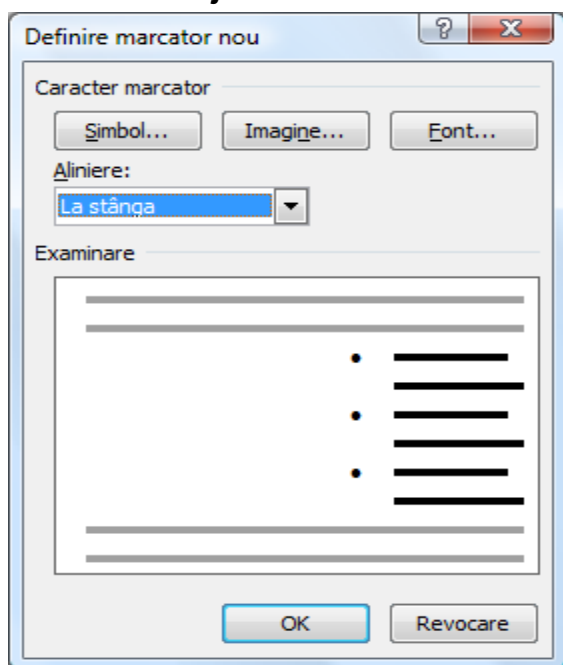 Definire marcator nou
Caracter marcator
Simbol... Imagine... Font...
Aliniere:
La stânga
Examinare
OK Revocare